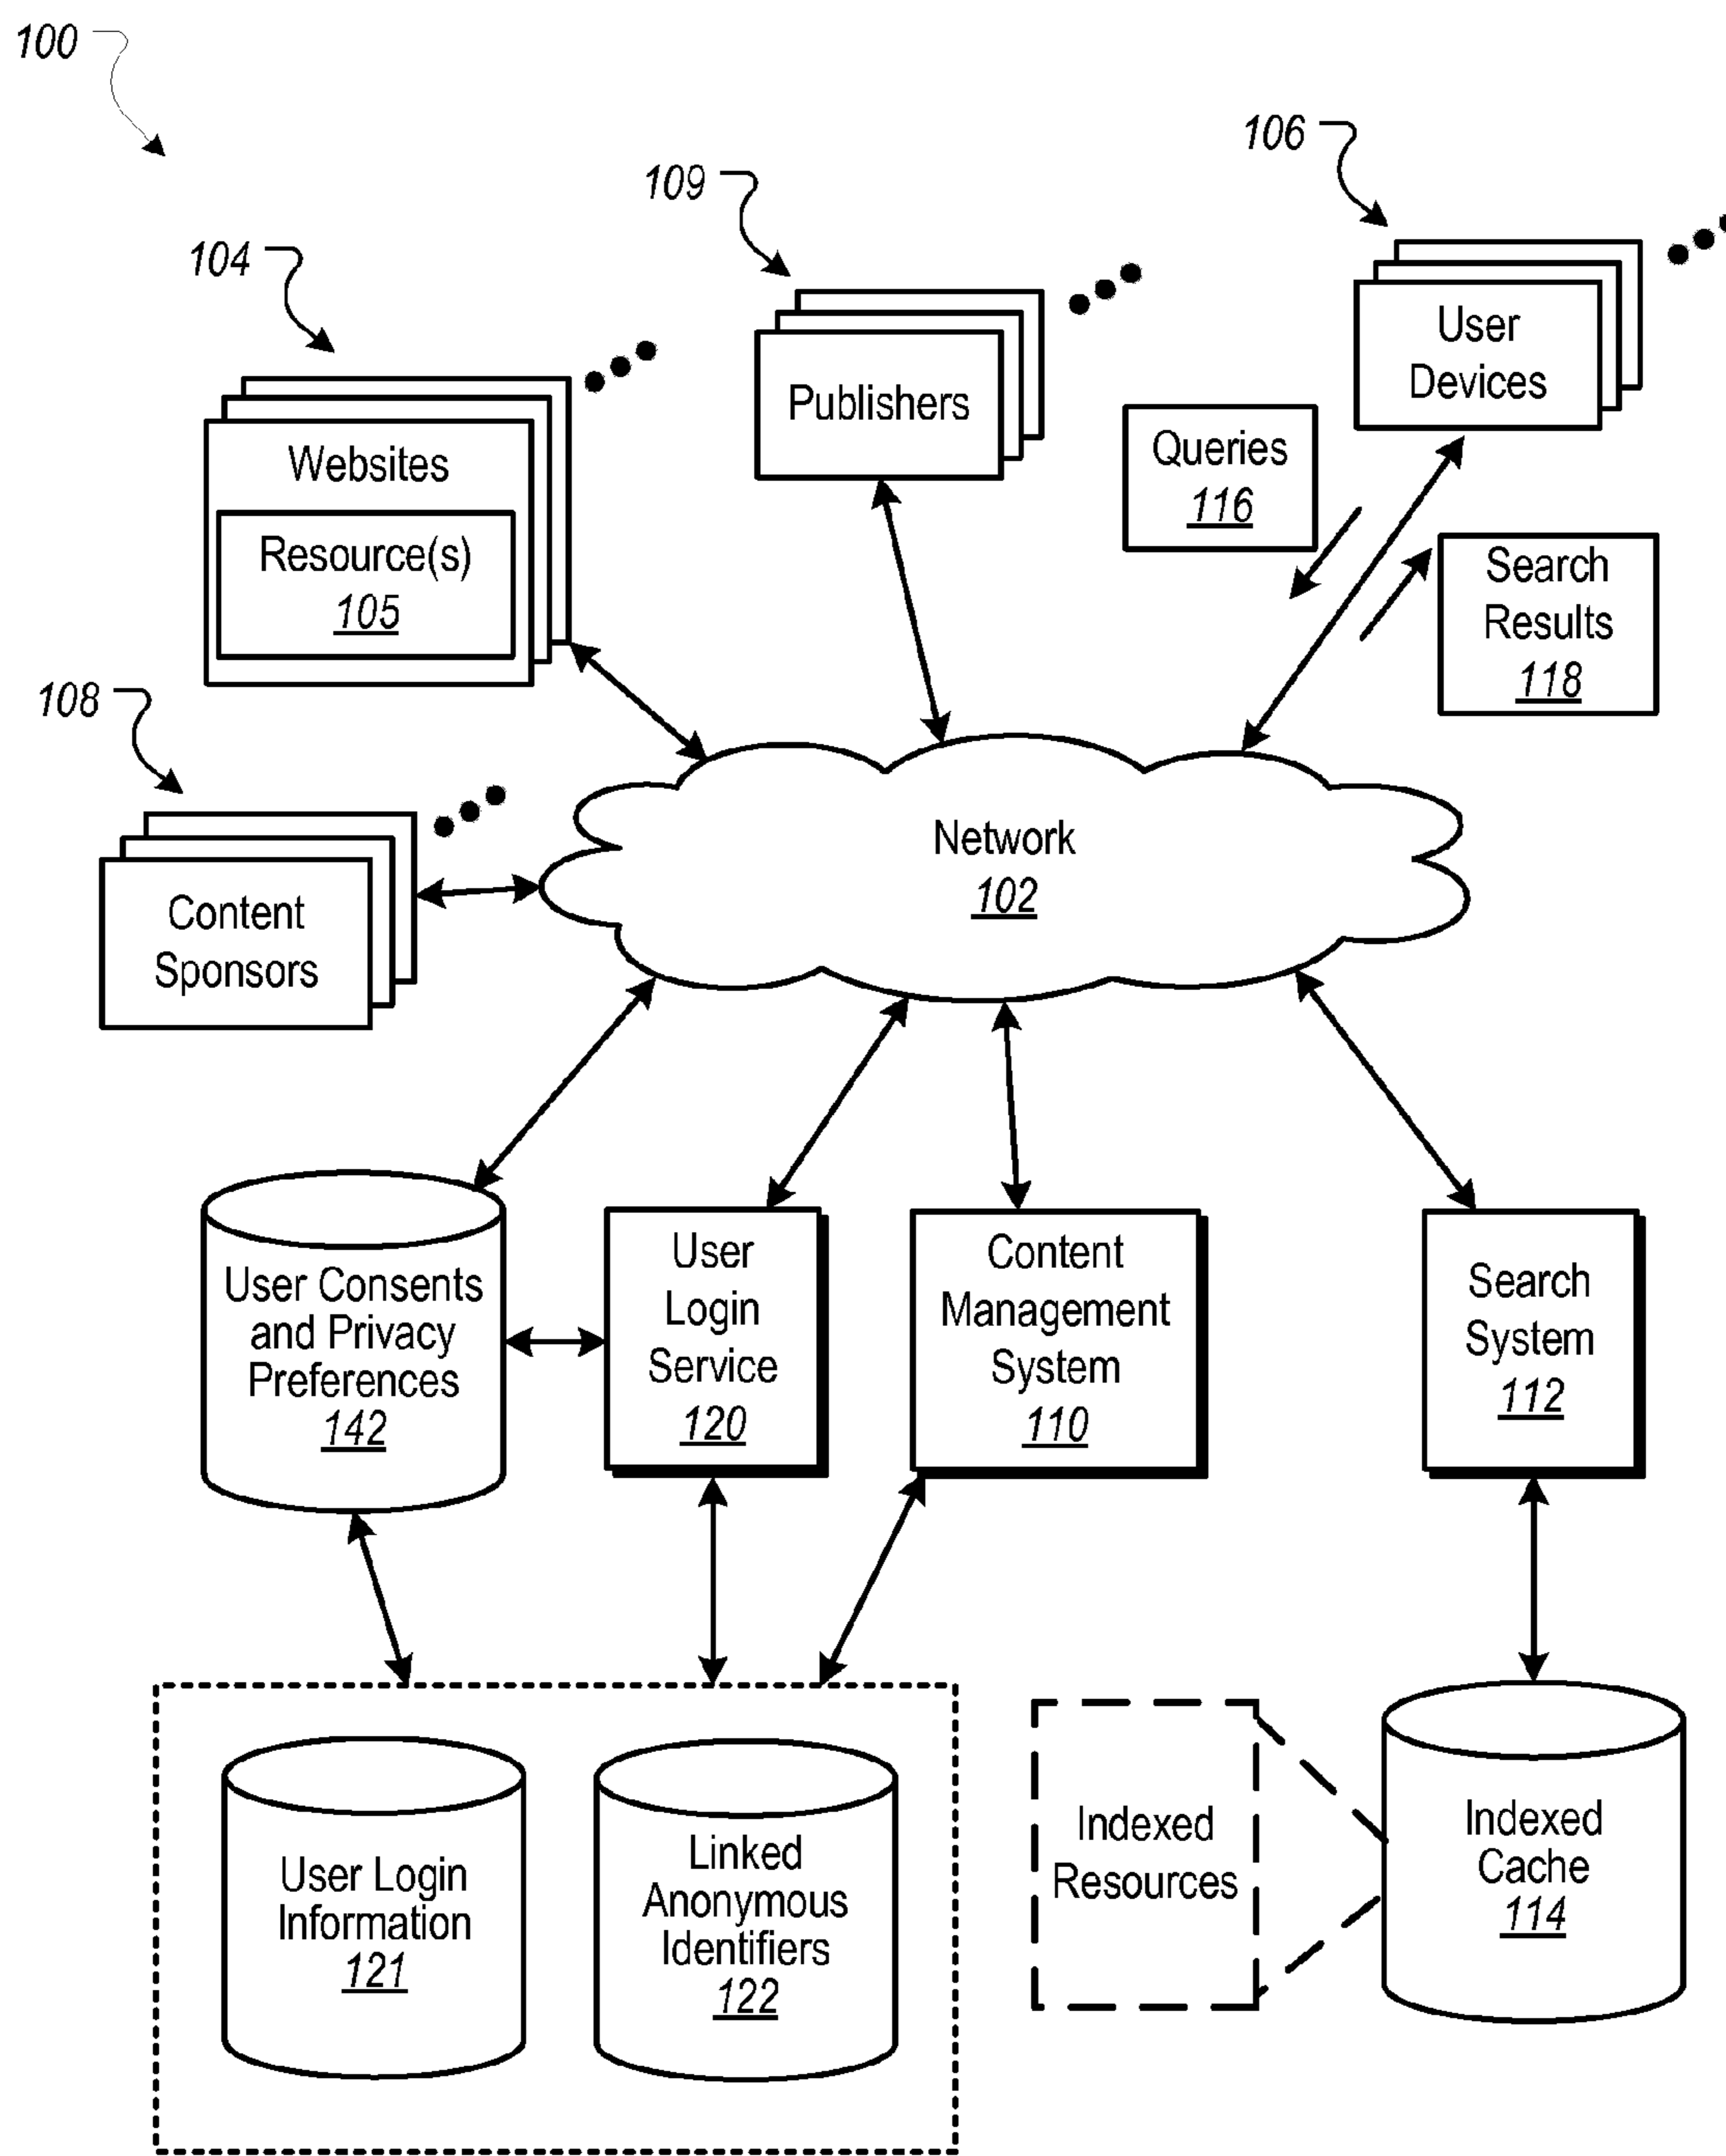 100
106
109
104
User
Devices
Publishers
Queries
116
Websites
Resource(s)
105
Search
Results
118
108
Network
102
Content
Sponsors
User Consents
and Privacy
Preferences
142
User
Login
Service
120
Content
Management
System
110
Search
System
112
User Login
Information
121
Linked
Anonymous
Identifiers
122
Indexed
Resources
Indexed
Cache
114